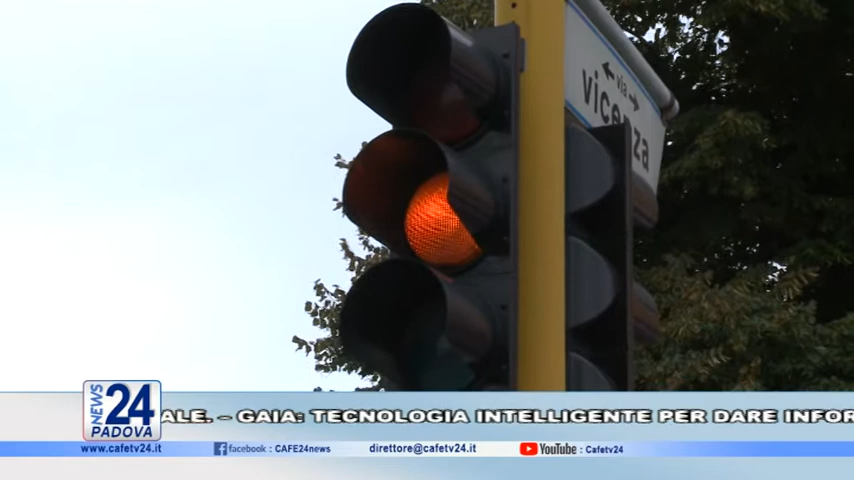 ← via →
vicenza
NEWS 24
PADOVA
ALE. – GAIA: TECNOLOGIA INTELLIGENTE PER DARE INFOR
www.cafetv24.it
facebook : CAFE24news
direttore@cafetv24.it
YouTube : Cafetv24